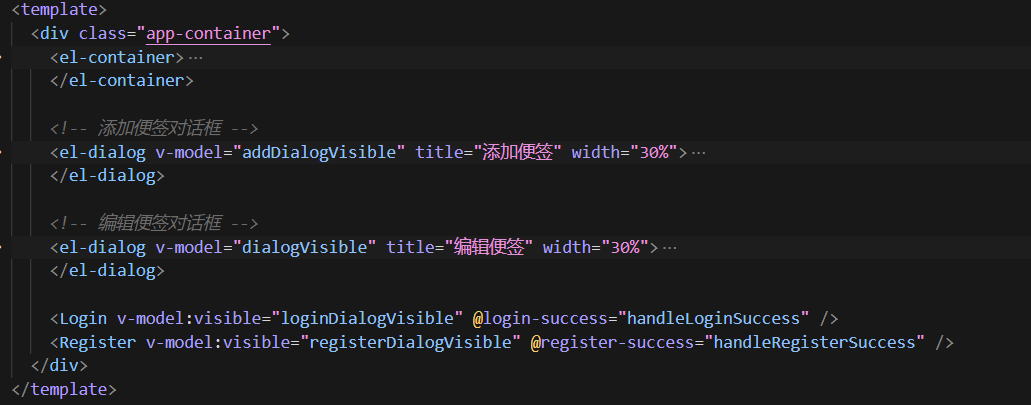 <template>
<div class="app-container">
<el-container>…
</el-container>
<!-- 添加便签对话框 -->
<el-dialog v-model="addDialogVisible" title="添加便签" width="30%">…
</el-dialog>
<!-- 编辑便签对话框 -->
<el-dialog v-model="dialogVisible" title="编辑便签" width="30%">…
</el-dialog>
<Login v-model:visible="loginDialogVisible" @login-success="handleLoginSuccess" />
<Register v-model:visible="registerDialogVisible" @register-success="handleRegisterSuccess" />
</div>
</template>